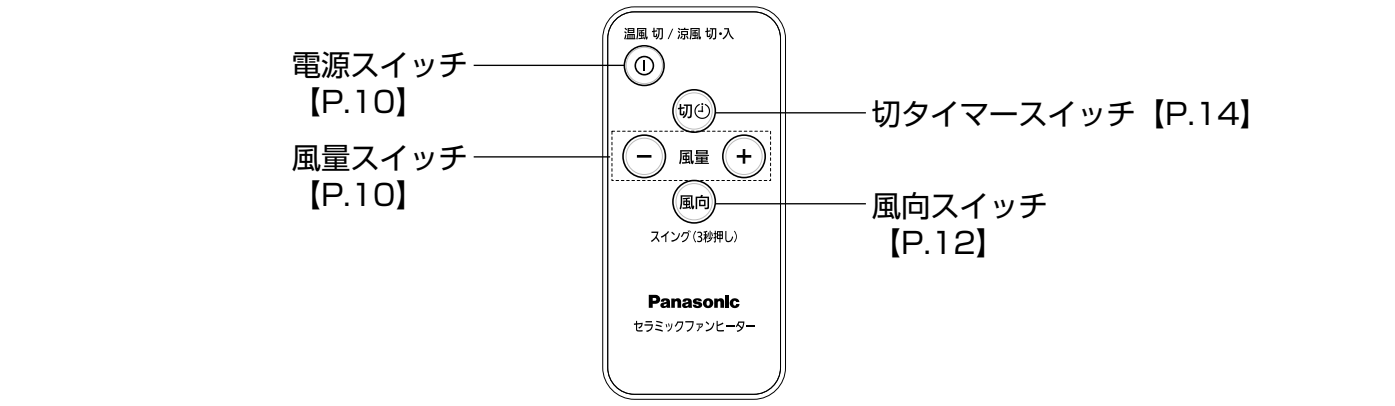 温風 切 / 涼風 切・入
電源スイッチ
【P.10】
切
切タイマースイッチ【P.14】
風量スイッチ
【P.10】
− 風量 +
風向
風向スイッチ
【P.12】
スイング(3秒押し)
Panasonic
セラミックファンヒーター